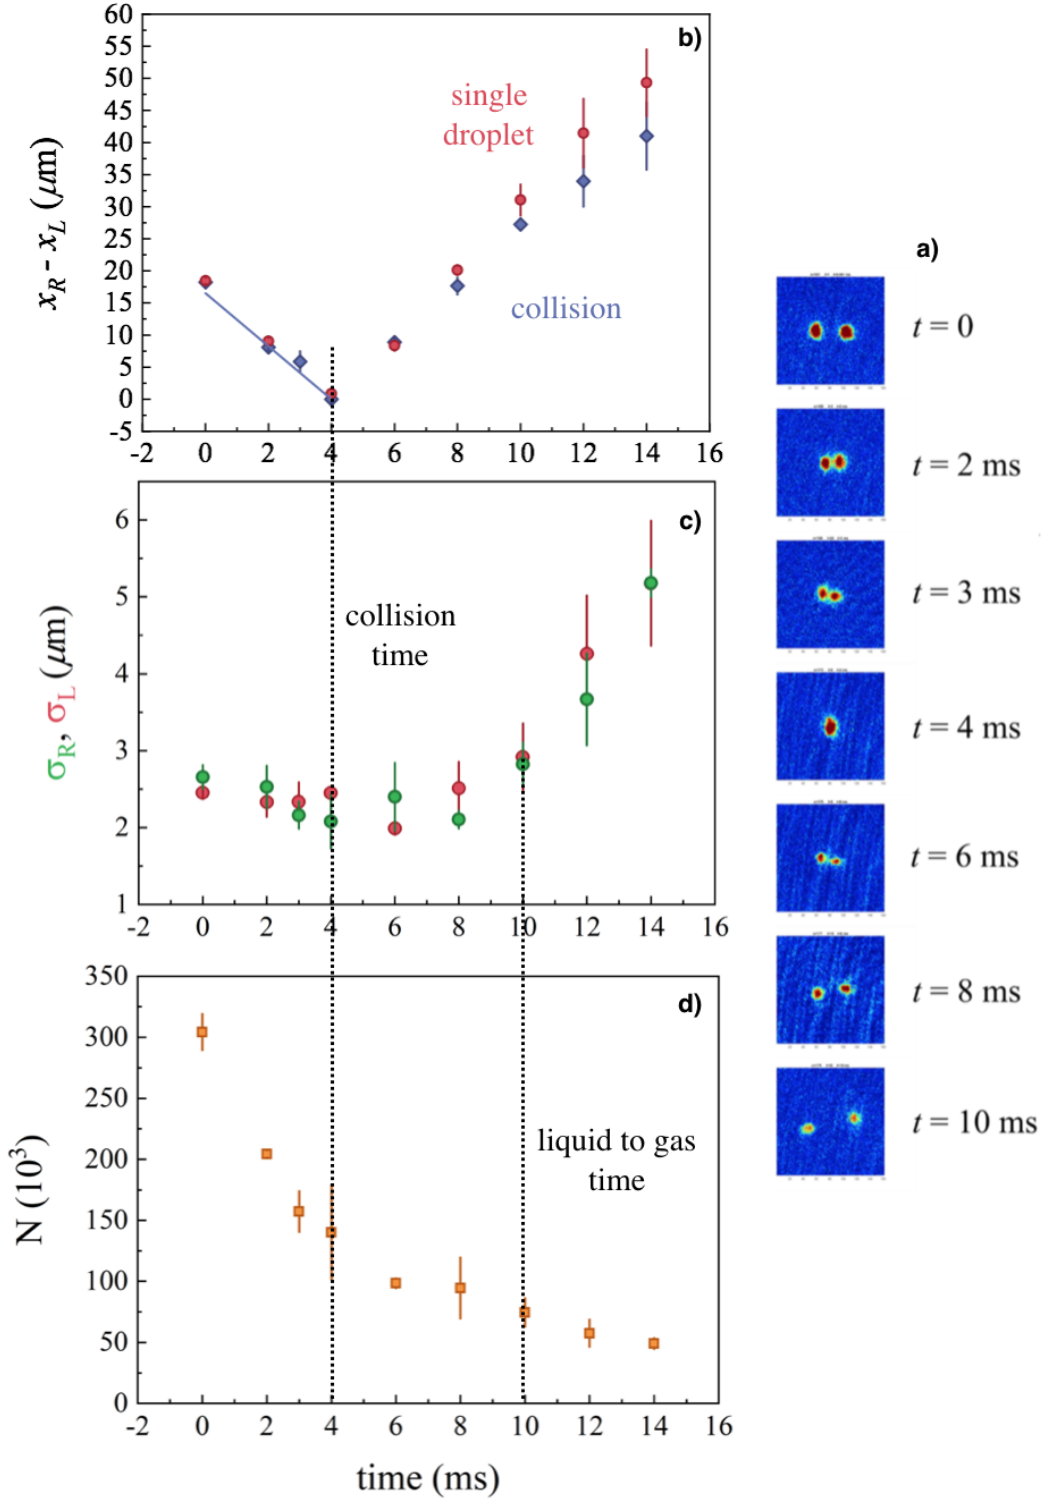 b)
60
55
50
45
40
35
30
25
20
15
10
5
0
-5
x_R - x_L (μm)
single
droplet
collision
-2 0 2 4 6 8 10 12 14 16
c)
6
5
4
3
2
1
σ_R, σ_L (μm)
collision
time
-2 0 2 4 6 8 10 12 14 16
d)
350
300
250
200
150
100
50
0
N (10³)
liquid to gas
time
-2 0 2 4 6 8 10 12 14 16
time (ms)
a)
t = 0
t = 2 ms
t = 3 ms
t = 4 ms
t = 6 ms
t = 8 ms
t = 10 ms